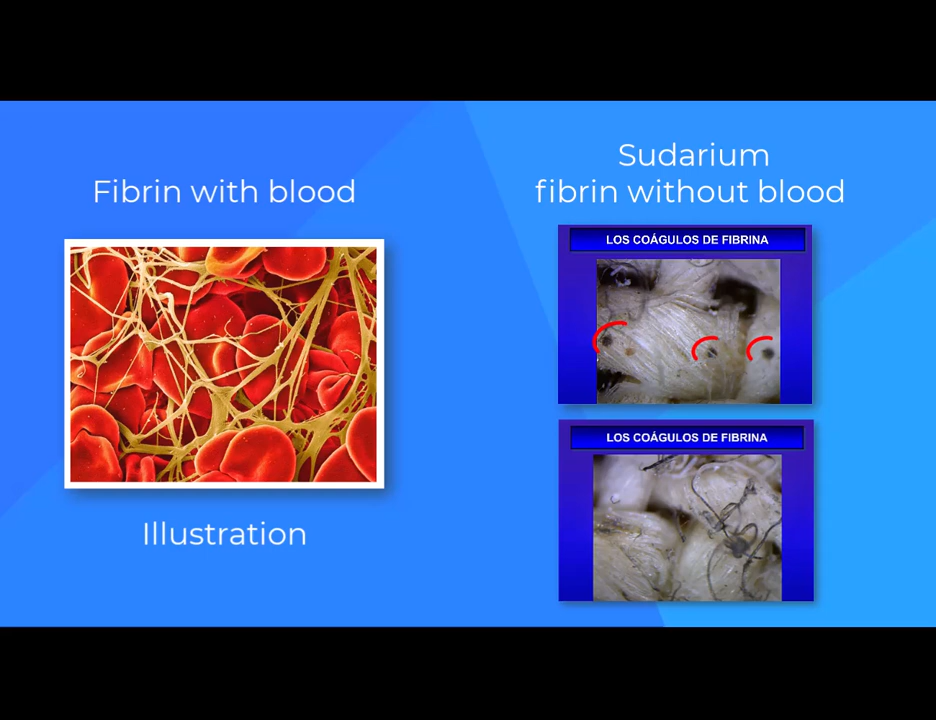 Fibrin with blood
Illustration
Sudarium
fibrin without blood
LOS COÁGULOS DE FIBRINA
LOS COÁGULOS DE FIBRINA